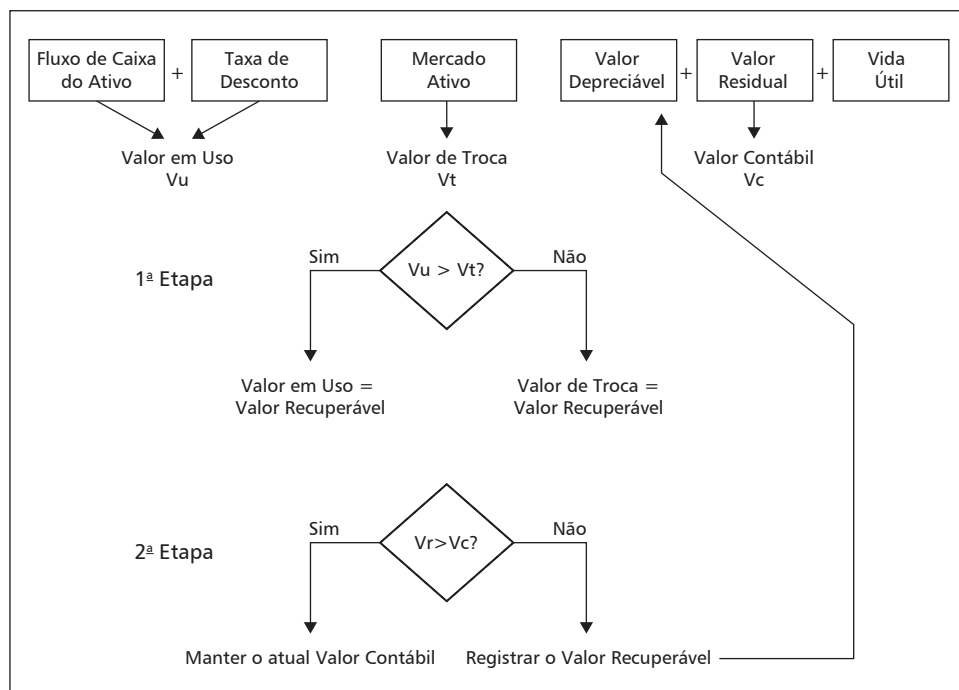 Fluxo de Caixa
do Ativo
+
Taxa de
Desconto
Mercado
Ativo
Valor
Depreciável
+
Valor
Residual
+
Vida
Útil
Valor em Uso
Vu
Valor de Troca
Vt
Valor Contábil
Vc
1ª Etapa
Sim
Vu > Vt?
Não
Valor em Uso =
Valor Recuperável
Valor de Troca =
Valor Recuperável
2ª Etapa
Sim
Vr>Vc?
Não
Manter o atual Valor Contábil
Registrar o Valor Recuperável